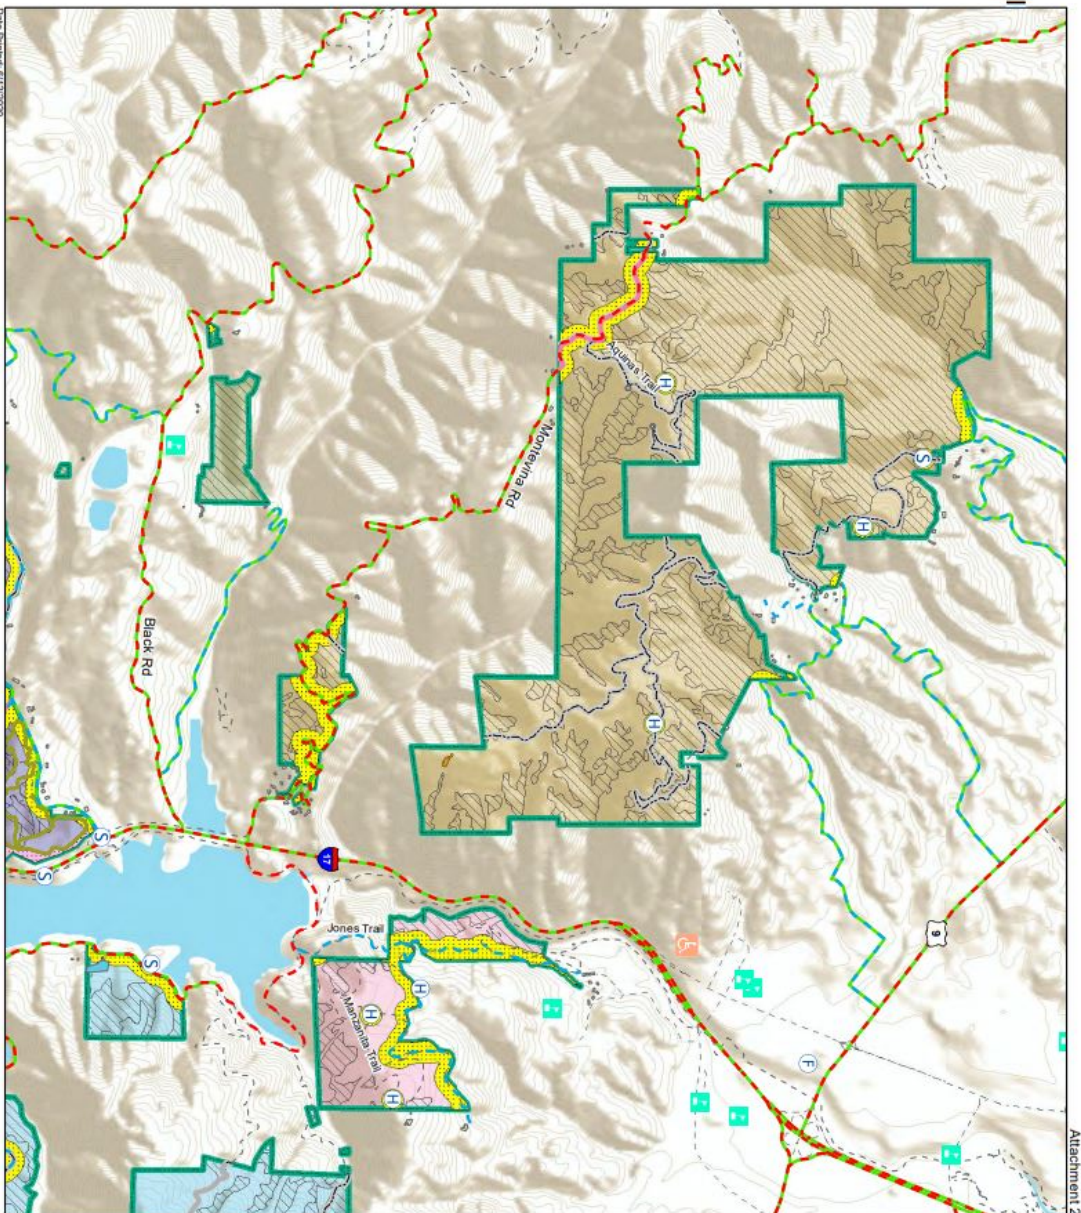 Attachment 2
Aquinas Trail
Montevina Rd
Black Rd
Jones Trail
Manzanita Trail
17
9
H
S
H
H
S
S
S
H
H
H
F